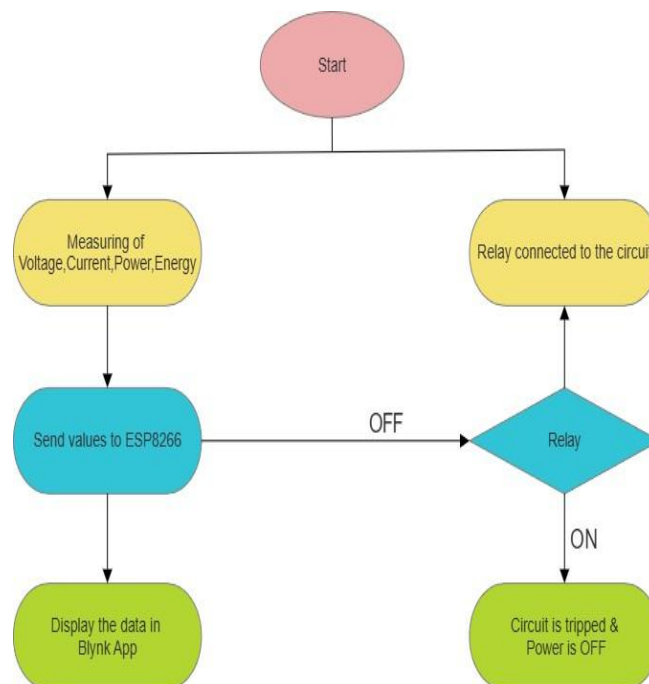 Start
Measuring of
Voltage,Current,Power,Energy
Relay connected to the circuit
Send values to ESP8266
OFF
Relay
ON
Display the data in
Blynk App
Circuit is tripped &
Power is OFF